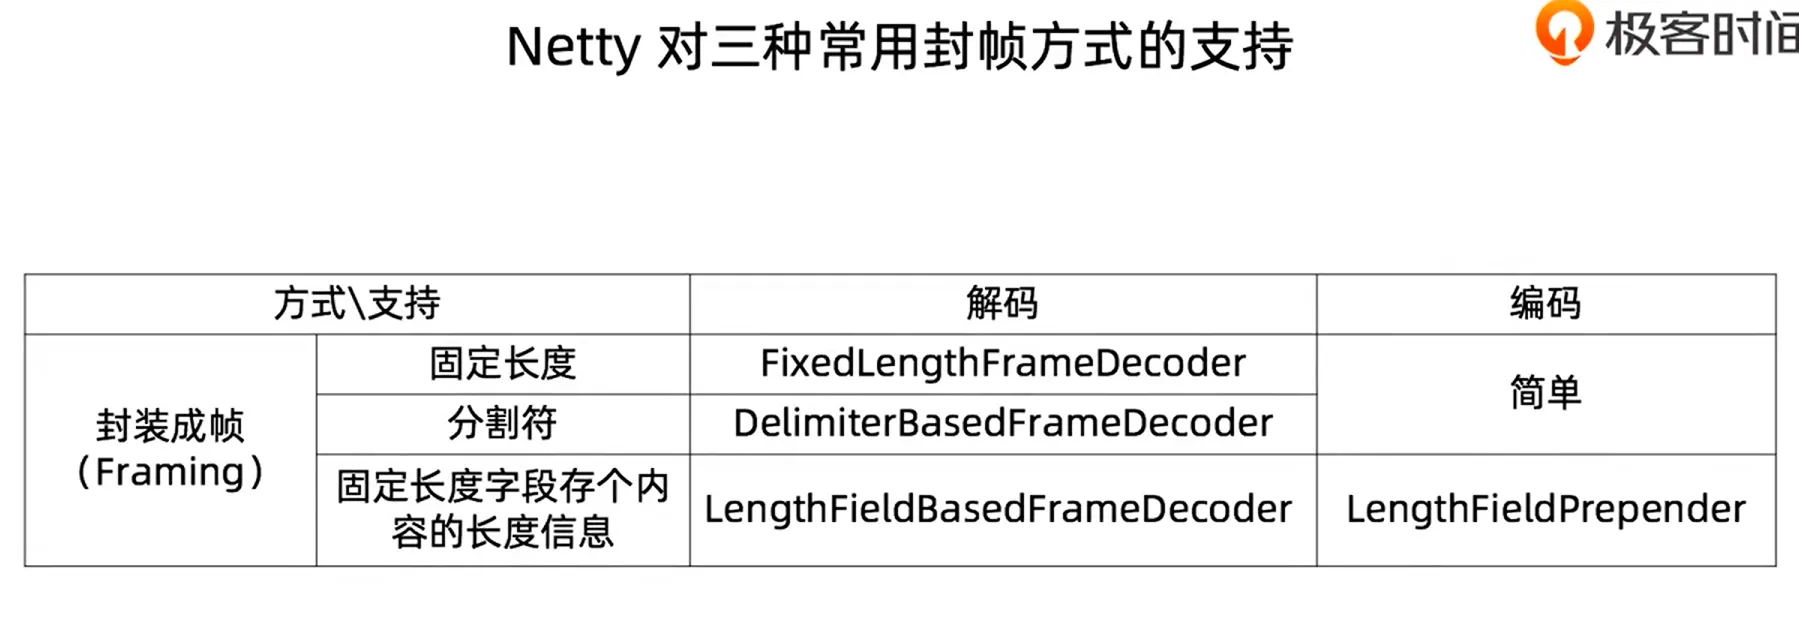 Netty 对三种常用封帧方式的支持
极客时间
方式\支持
解码
编码
封装成帧
（Framing）
固定长度
FixedLengthFrameDecoder
简单
分割符
DelimiterBasedFrameDecoder
固定长度字段存个内
容的长度信息
LengthFieldBasedFrameDecoder
LengthFieldPrepender